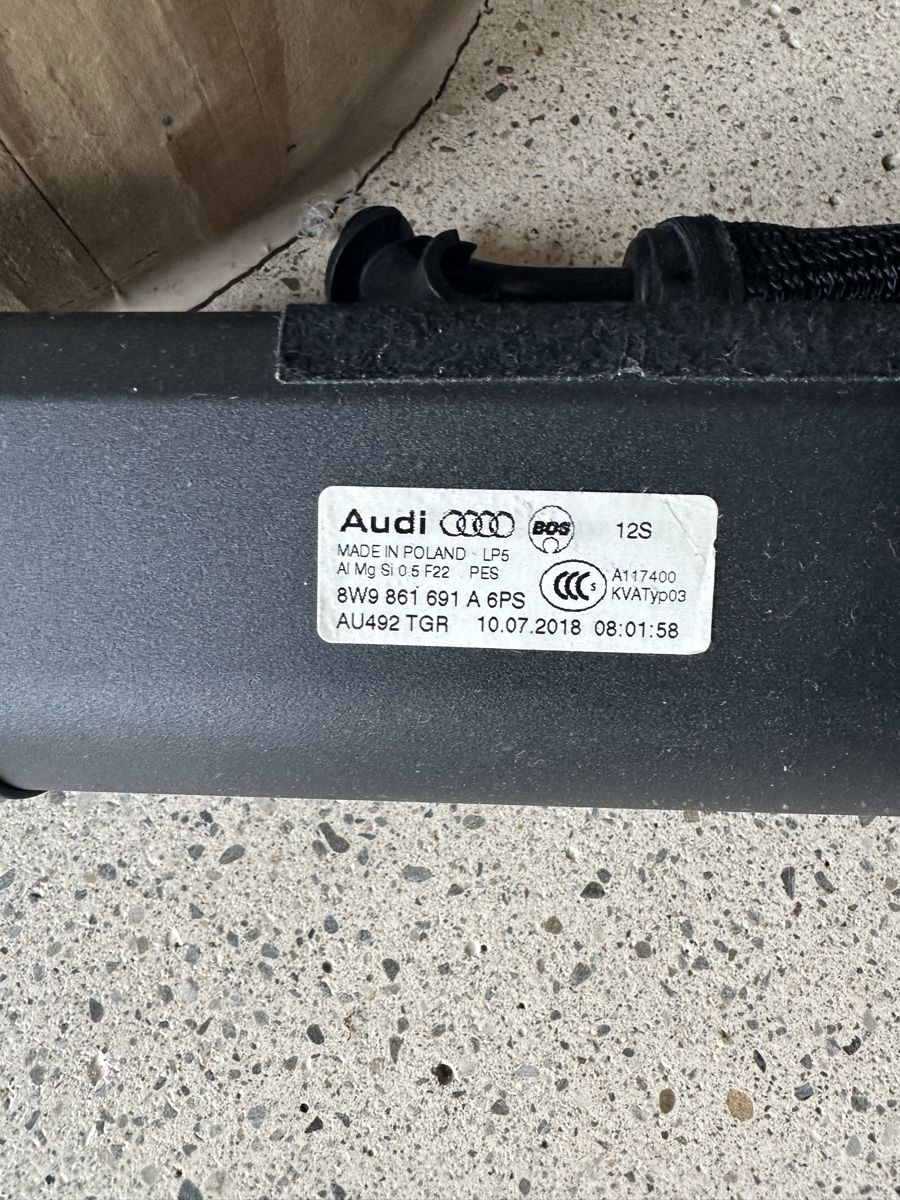 Audi BOS 12S
MADE IN POLAND LP5
Al Mg Si 0.5 F22 PES CCC S A117400
8W9 861 691 A 6PS KVATyp03
AU492 TGR 10.07.2018 08:01:58